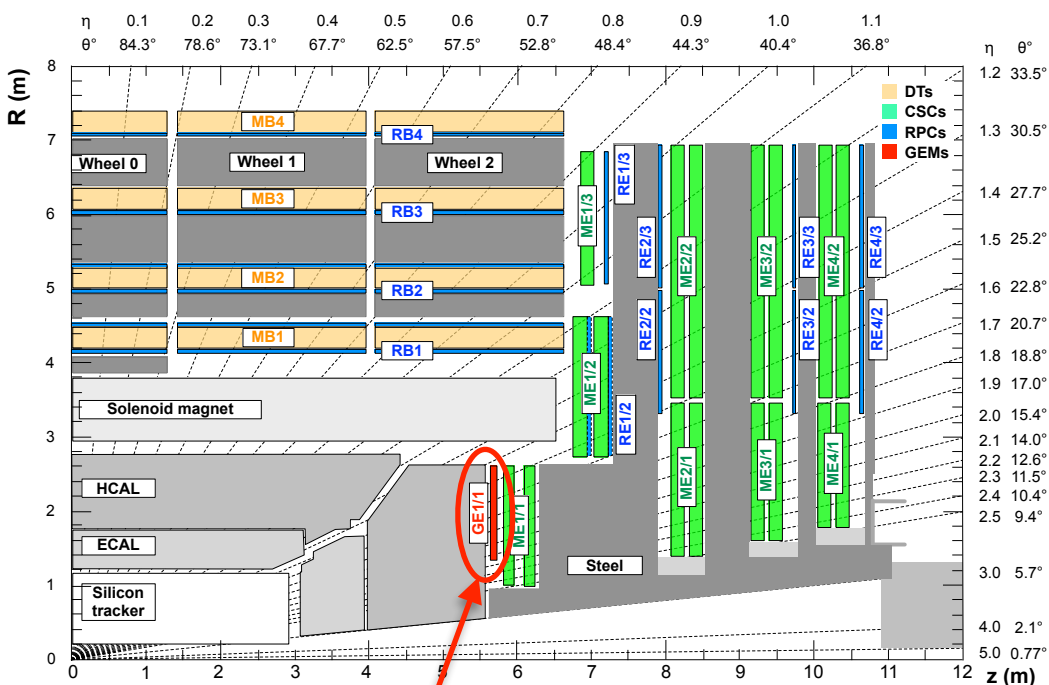 η 0.1 0.2 0.3 0.4 0.5 0.6 0.7 0.8 0.9 1.0 1.1
θ° 84.3° 78.6° 73.1° 67.7° 62.5° 57.5° 52.8° 48.4° 44.3° 40.4° 36.8° η θ°
R (m)
8
7
6
5
4
3
2
1
0
1.2 33.5°
1.3 30.5°
1.4 27.7°
1.5 25.2°
1.6 22.8°
1.7 20.7°
1.8 18.8°
1.9 17.0°
2.0 15.4°
2.1 14.0°
2.2 12.6°
2.3 11.5°
2.4 10.4°
2.5 9.4°
3.0 5.7°
4.0 2.1°
5.0 0.77°
DTs
CSCs
RPCs
GEMs
MB4
RB4
Wheel 0 Wheel 1 Wheel 2
MB3
RB3
MB2
RB2
MB1
RB1
Solenoid magnet
HCAL
ECAL
Silicon
tracker
Steel
GE1/1
ME1/1
ME1/2
RE1/2
ME1/3
RE1/3
RE2/3
RE2/2
ME2/2
ME2/1
ME3/2
ME3/1
RE3/3
RE3/2
ME4/2
ME4/1
RE4/3
RE4/2
0 1 2 3 4 5 6 7 8 9 10 11 12
z (m)